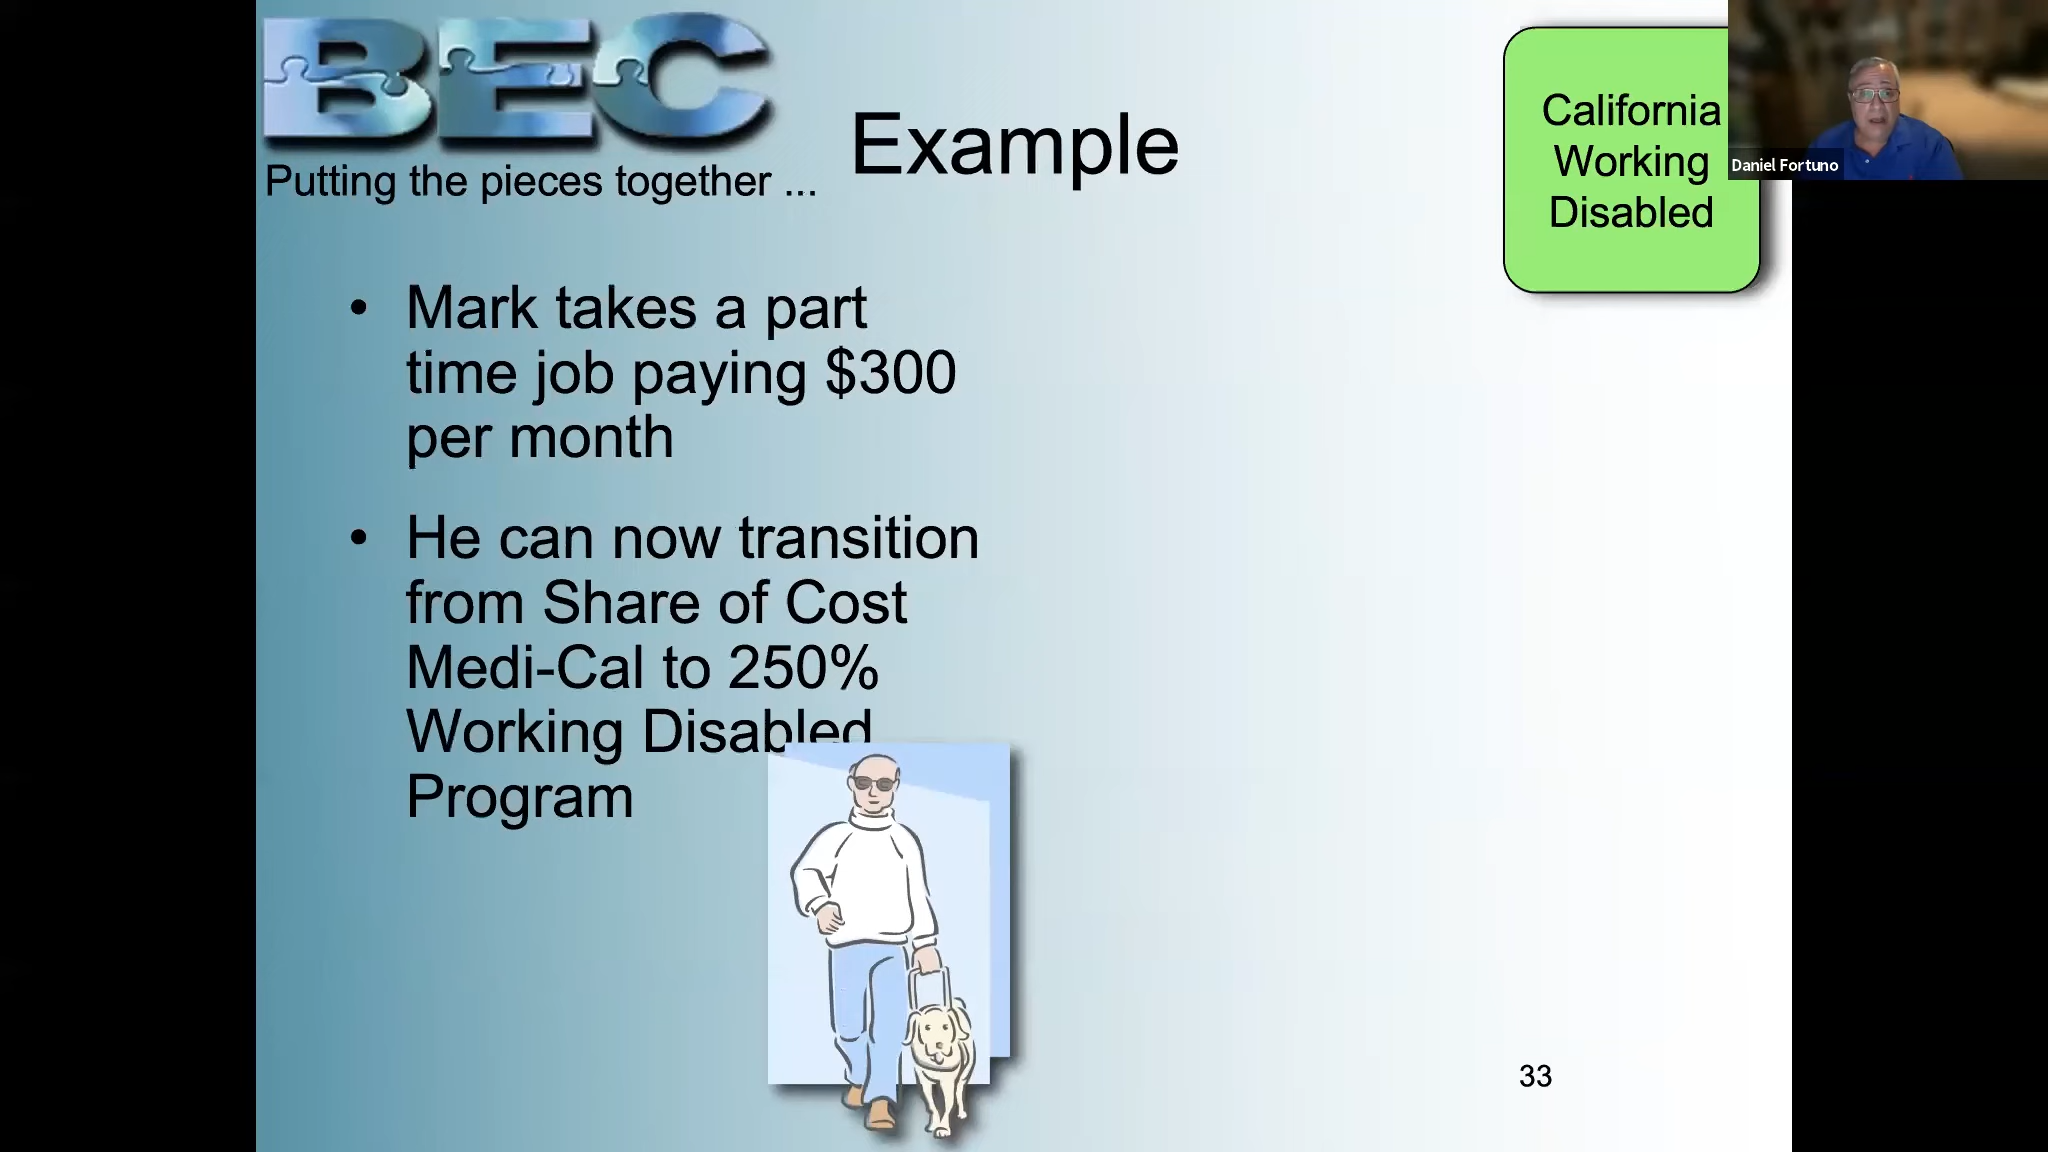 BEC
Putting the pieces together ...
Example
California
Working
Disabled
Daniel Fortuno
• Mark takes a part
time job paying $300
per month
• He can now transition
from Share of Cost
Medi-Cal to 250%
Working Disabled
Program
33